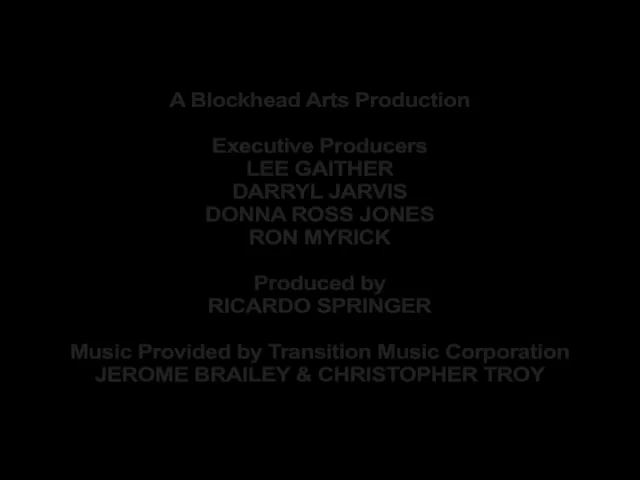 A Blockhead Arts Production
Executive Producers
LEE GAITHER
DARRYL JARVIS
DONNA ROSS JONES
RON MYRICK
Produced by
RICARDO SPRINGER
Music Provided by Transition Music Corporation
JEROME BRAILEY & CHRISTOPHER TROY